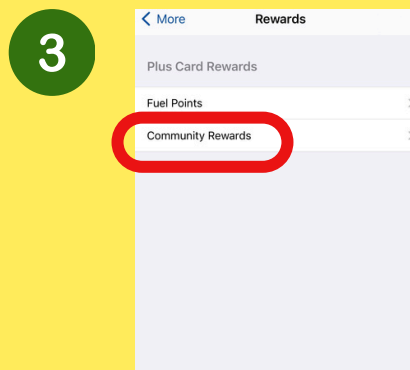 3
More Rewards
Plus Card Rewards
Fuel Points
Community Rewards